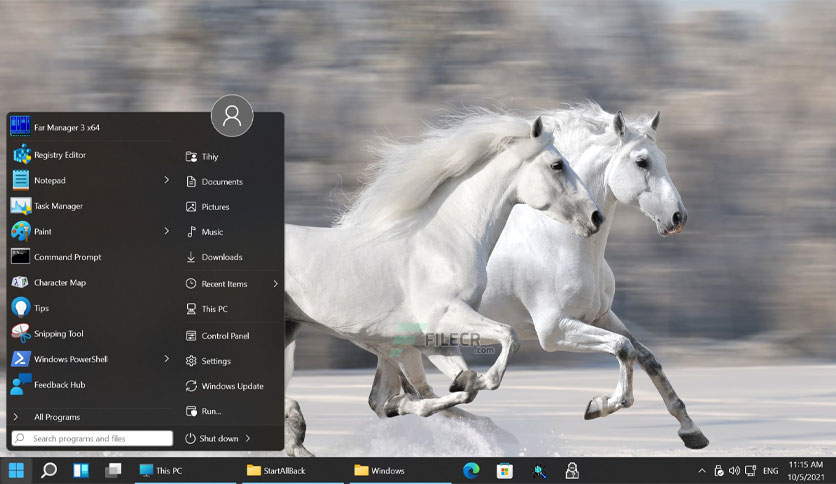 Far Manager 3 x64
Registry Editor
Notepad
Task Manager
Paint
Command Prompt
Character Map
Tips
Snipping Tool
Windows PowerShell
Feedback Hub
All Programs
Search programs and files
Tihiy
Documents
Pictures
Music
Downloads
Recent Items
This PC
Control Panel
Settings
Windows Update
Run...
Shut down
FILECR
.com
This PC
StartAllBack
Windows
ENG
11:15 AM
10/5/2021